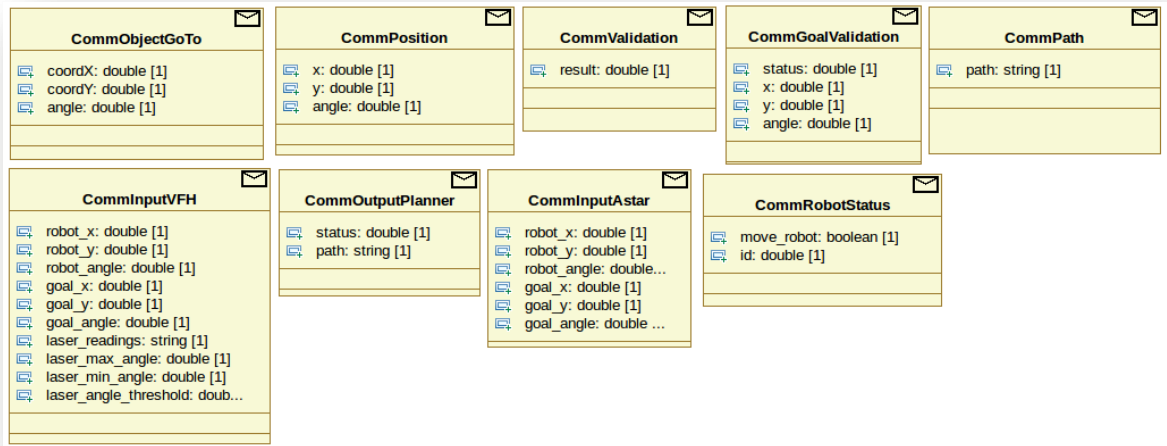 CommObjectGoTo
coordX: double [1]
coordY: double [1]
angle: double [1]
CommPosition
x: double [1]
y: double [1]
angle: double [1]
CommValidation
result: double [1]
CommGoalValidation
status: double [1]
x: double [1]
y: double [1]
angle: double [1]
CommPath
path: string [1]
CommInputVFH
robot_x: double [1]
robot_y: double [1]
robot_angle: double [1]
goal_x: double [1]
goal_y: double [1]
goal_angle: double [1]
laser_readings: string [1]
laser_max_angle: double [1]
laser_min_angle: double [1]
laser_angle_threshold: doub...
CommOutputPlanner
status: double [1]
path: string [1]
CommInputAstar
robot_x: double [1]
robot_y: double [1]
robot_angle: double...
goal_x: double [1]
goal_y: double [1]
goal_angle: double ...
CommRobotStatus
move_robot: boolean [1]
id: double [1]